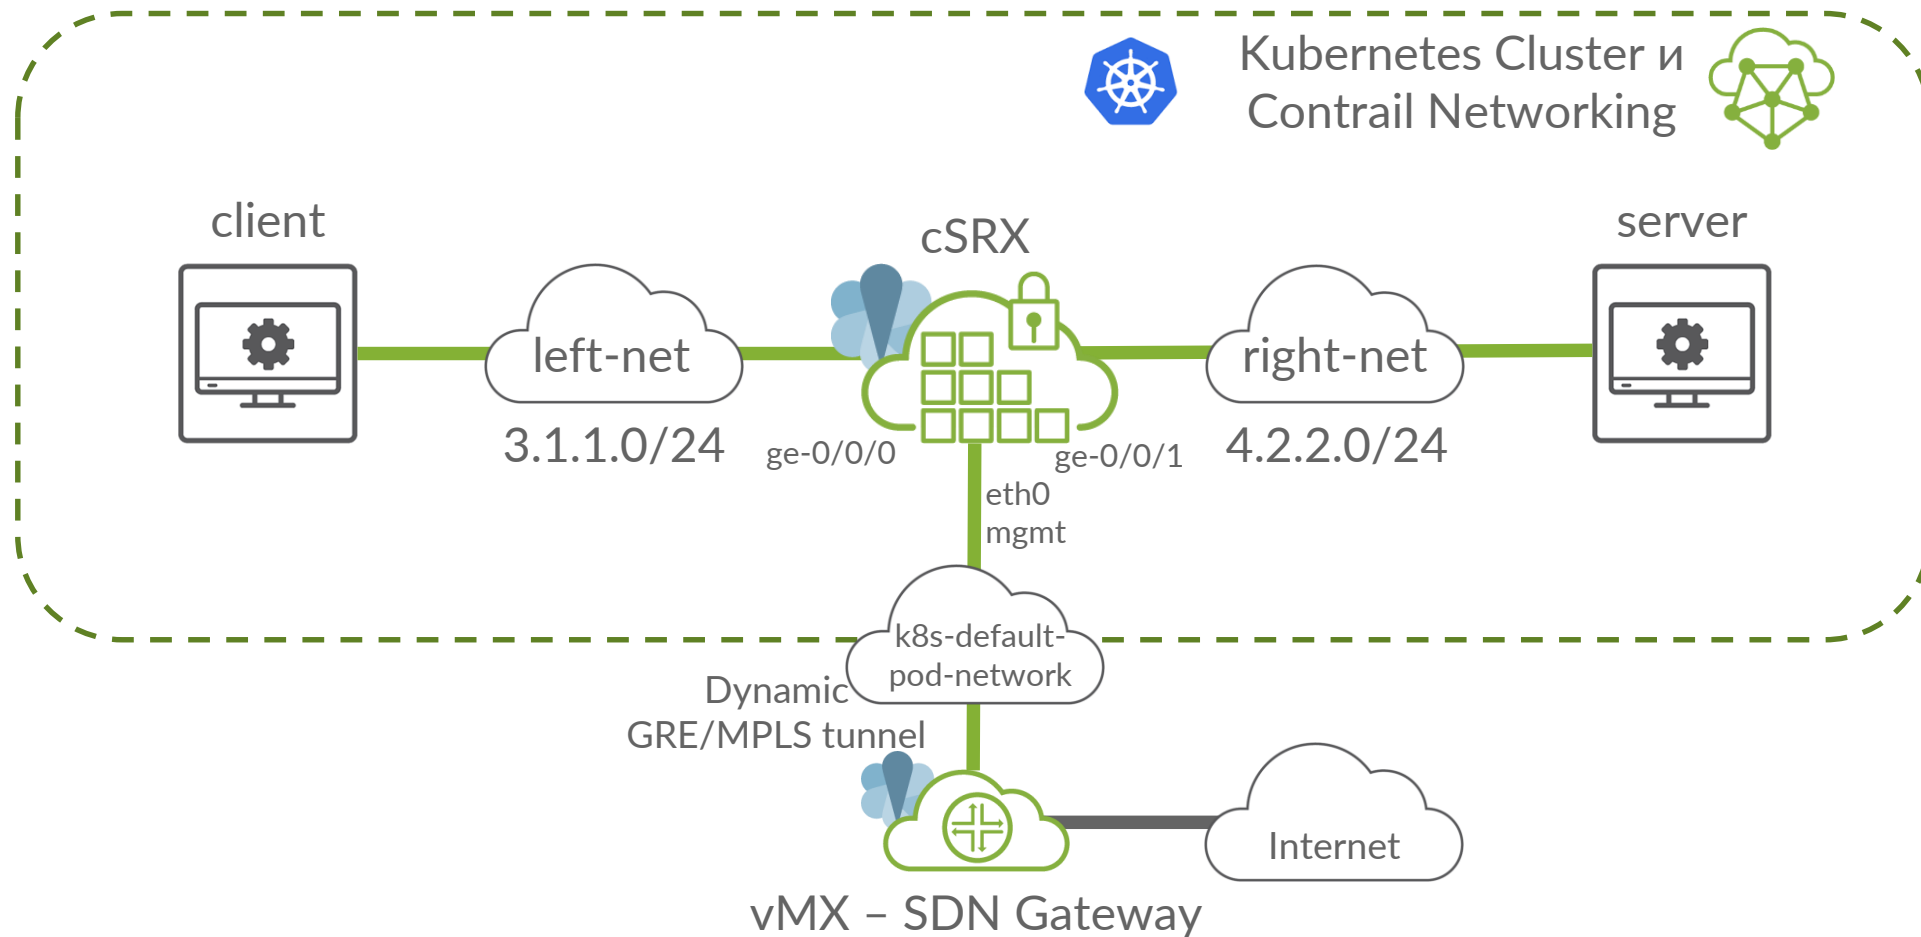 Kubernetes Cluster и
Contrail Networking
client
cSRX
server
left-net
right-net
3.1.1.0/24
ge-0/0/0
ge-0/0/1
4.2.2.0/24
eth0
mgmt
k8s-default-
pod-network
Dynamic
GRE/MPLS tunnel
Internet
vMX – SDN Gateway